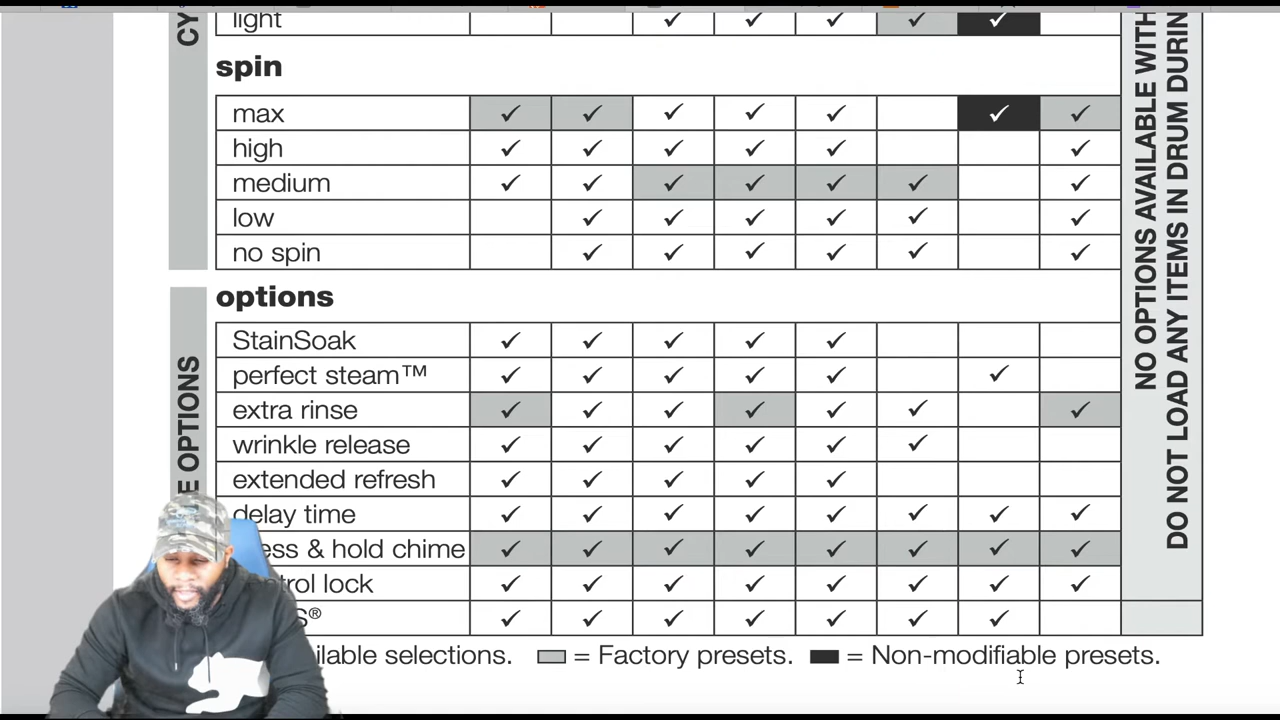 light ✓ ✓ ✓ ✓ ✓
spin
max ✓ ✓ ✓ ✓ ✓ ✓ ✓
high ✓ ✓ ✓ ✓ ✓ ✓
medium ✓ ✓ ✓ ✓ ✓ ✓ ✓
low ✓ ✓ ✓ ✓ ✓ ✓
no spin ✓ ✓ ✓ ✓ ✓ ✓
options
StainSoak ✓ ✓ ✓ ✓ ✓
perfect steam™ ✓ ✓ ✓ ✓ ✓ ✓
extra rinse ✓ ✓ ✓ ✓ ✓ ✓ ✓
wrinkle release ✓ ✓ ✓ ✓ ✓ ✓
extended refresh ✓ ✓ ✓ ✓ ✓
delay time ✓ ✓ ✓ ✓ ✓ ✓ ✓ ✓
ess & hold chime ✓ ✓ ✓ ✓ ✓ ✓ ✓ ✓
trol lock ✓ ✓ ✓ ✓ ✓ ✓ ✓ ✓
S® ✓ ✓ ✓ ✓ ✓ ✓ ✓
ilable selections. = Factory presets. = Non-modifiable presets.
CY
E OPTIONS
NO OPTIONS AVAILABLE WITH
DO NOT LOAD ANY ITEMS IN DRUM DURIN